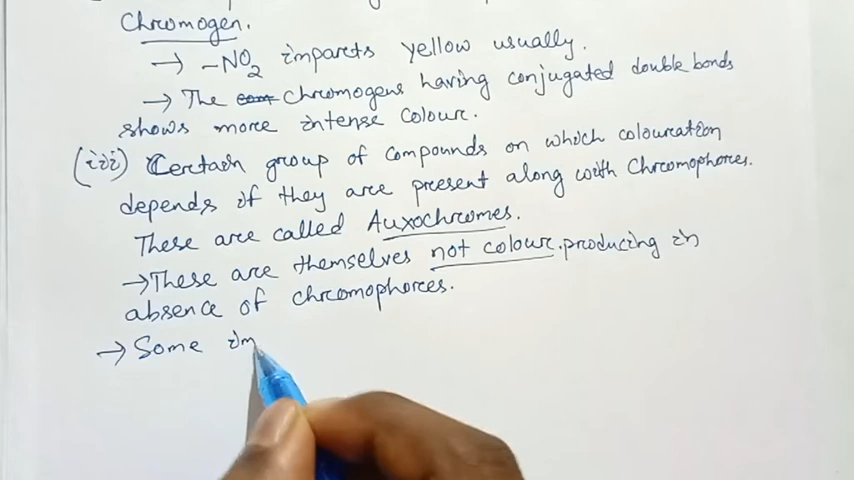 Chromogen.
→ -NO2 imparts yellow usually.
→ The Chromogens having conjugated double bonds
shows more intense colour.
(iii) Certain group of compounds on which colouration
depends if they are present along with Chromophores.
These are called Auxochromes.
→ These are themselves not colour producing in
absence of chromophores.
→ Some im